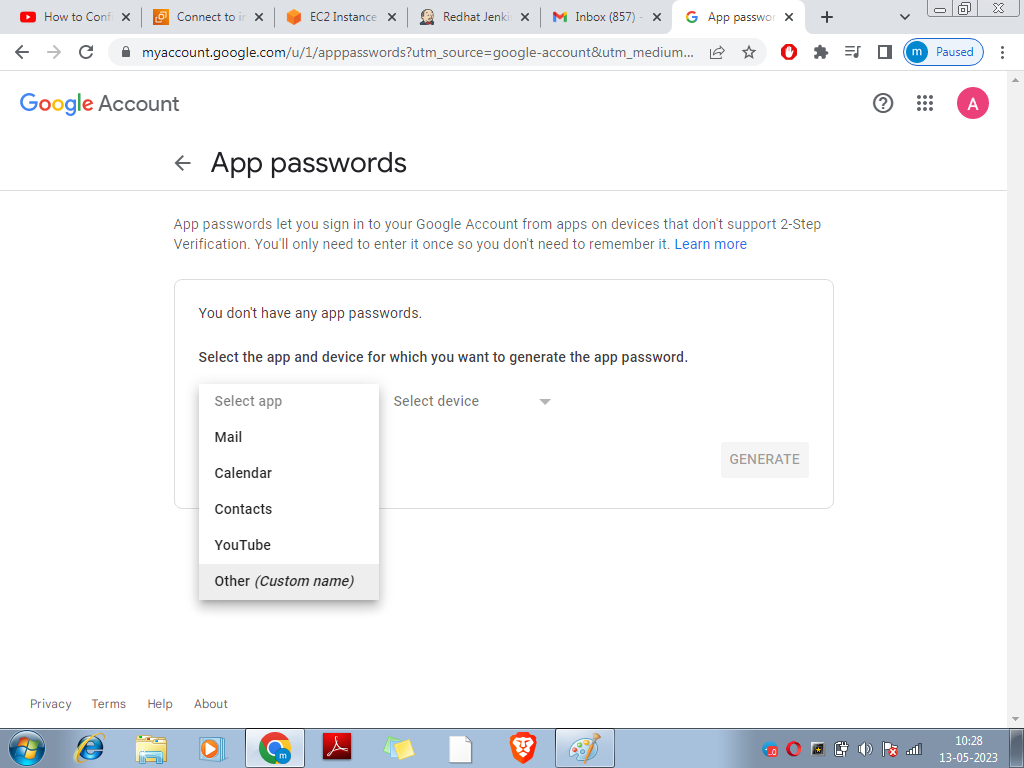 How to Confi
Connect to in
EC2 Instance
Redhat Jenki
Inbox (857) -
App passwor
myaccount.google.com/u/1/apppasswords?utm_source=google-account&utm_medium...
m
Paused
Google Account
A
App passwords
App passwords let you sign in to your Google Account from apps on devices that don't support 2-Step
Verification. You'll only need to enter it once so you don't need to remember it. Learn more
You don't have any app passwords.
Select the app and device for which you want to generate the app password.
Select app
Select device
Mail
Calendar
GENERATE
Contacts
YouTube
Other (Custom name)
Privacy
Terms
Help
About
m
10:28
13-05-2023